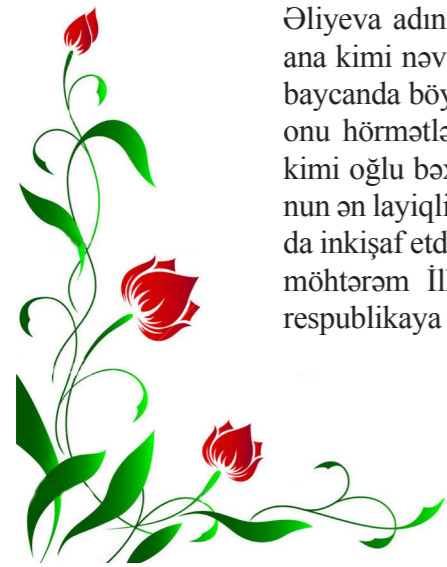 Əliyeva adın
ana kimi nəv
baycanda böy
onu hörmətlə
kimi oğlu bəx
nun ən layiqli
da inkişaf etd
möhtərəm İl
respublikaya